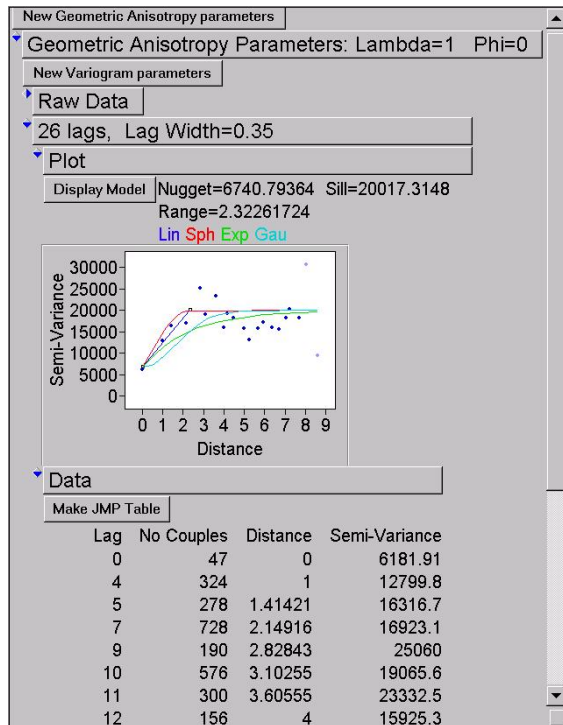 New Geometric Anisotropy parameters
Geometric Anisotropy Parameters: Lambda=1 Phi=0
New Variogram parameters
Raw Data
26 lags, Lag Width=0.35
Plot
Display Model Nugget=6740.79364 Sill=20017.3148
Range=2.32261724
Lin Sph Exp Gau
30000
25000
20000
15000
10000
5000
0
Semi-Variance
0 1 2 3 4 5 6 7 8 9
Distance
Data
Make JMP Table
Lag No Couples Distance Semi-Variance
0 47 0 6181.91
4 324 1 12799.8
5 278 1.41421 16316.7
7 728 2.14916 16923.1
9 190 2.82843 25060
10 576 3.10255 19065.6
11 300 3.60555 23332.5
12 156 4 15925.3